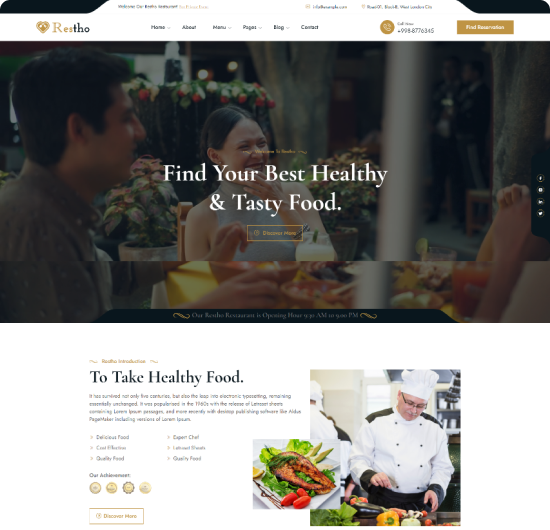 Welcome Our Restho Restaurant
info@example.com
Road-01, Block-B, West London City
Restho
Home
About
Menu
Pages
Blog
Contact
Call Now
+998-8776345
Find Reservation
Welcome To Restho
Find Your Best Healthy
& Tasty Food.
Discover More
Our Restho Restaurant is Opening Hour 9:30 AM to 9:00 PM
Restho Introduction
To Take Healthy Food.
It has survived not only five centuries, but also the leap into electronic typesetting, remaining
essentially unchanged. It was popularised in the 1960s with the release of Letraset sheets
containing Lorem Ipsum passages, and more recently with desktop publishing software like Aldus
PageMaker including versions of Lorem Ipsum.
Delicious Food
Expert Chef
Cost Effective
Letraset Sheets
Quality Food
Quality Food
Our Achievement:
Discover More